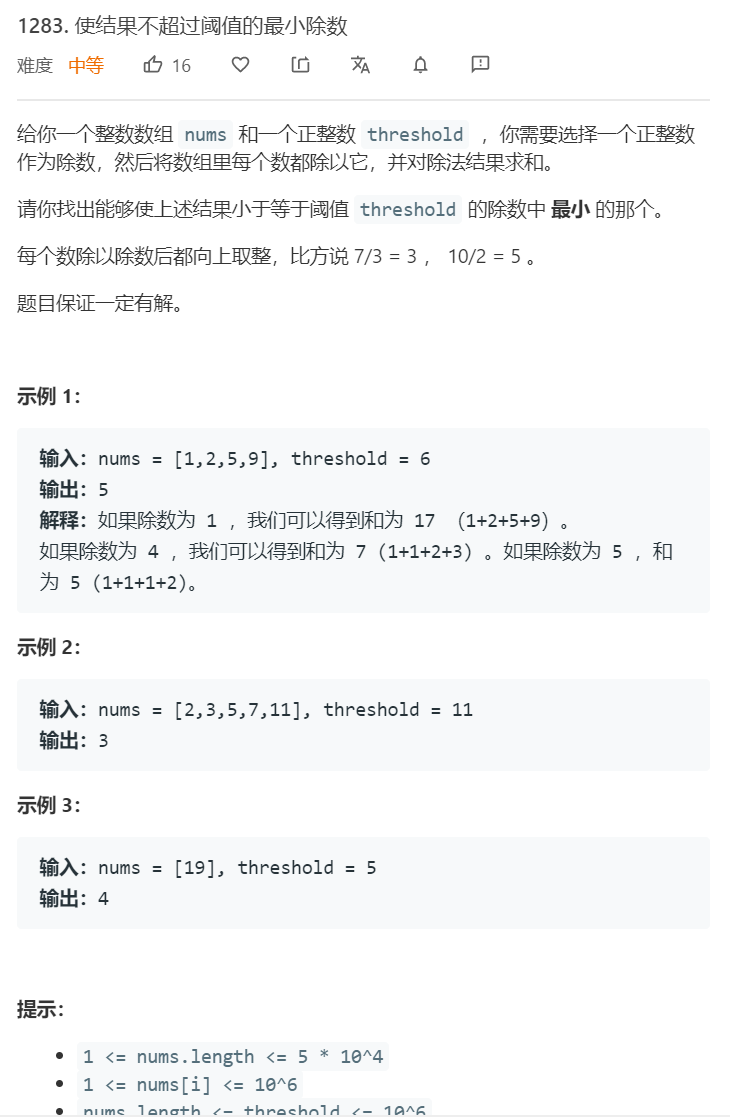 1283. 使结果不超过阈值的最小除数
难度 中等 16
给你一个整数数组 nums 和一个正整数 threshold ，你需要选择一个正整数
作为除数，然后将数组里每个数都除以它，并对除法结果求和。
请你找出能够使上述结果小于等于阈值 threshold 的除数中 最小 的那个。
每个数除以除数后都向上取整，比方说 7/3 = 3 ， 10/2 = 5 。
题目保证一定有解。
示例 1：
输入：nums = [1,2,5,9], threshold = 6
输出：5
解释：如果除数为 1 ，我们可以得到和为 17 （1+2+5+9）。
如果除数为 4 ，我们可以得到和为 7 (1+1+2+3) 。如果除数为 5 ，和
为 5 (1+1+1+2)。
示例 2：
输入：nums = [2,3,5,7,11], threshold = 11
输出：3
示例 3：
输入：nums = [19], threshold = 5
输出：4
提示：
1 <= nums.length <= 5 * 10^4
1 <= nums[i] <= 10^6
nums.length <= threshold <= 10^6